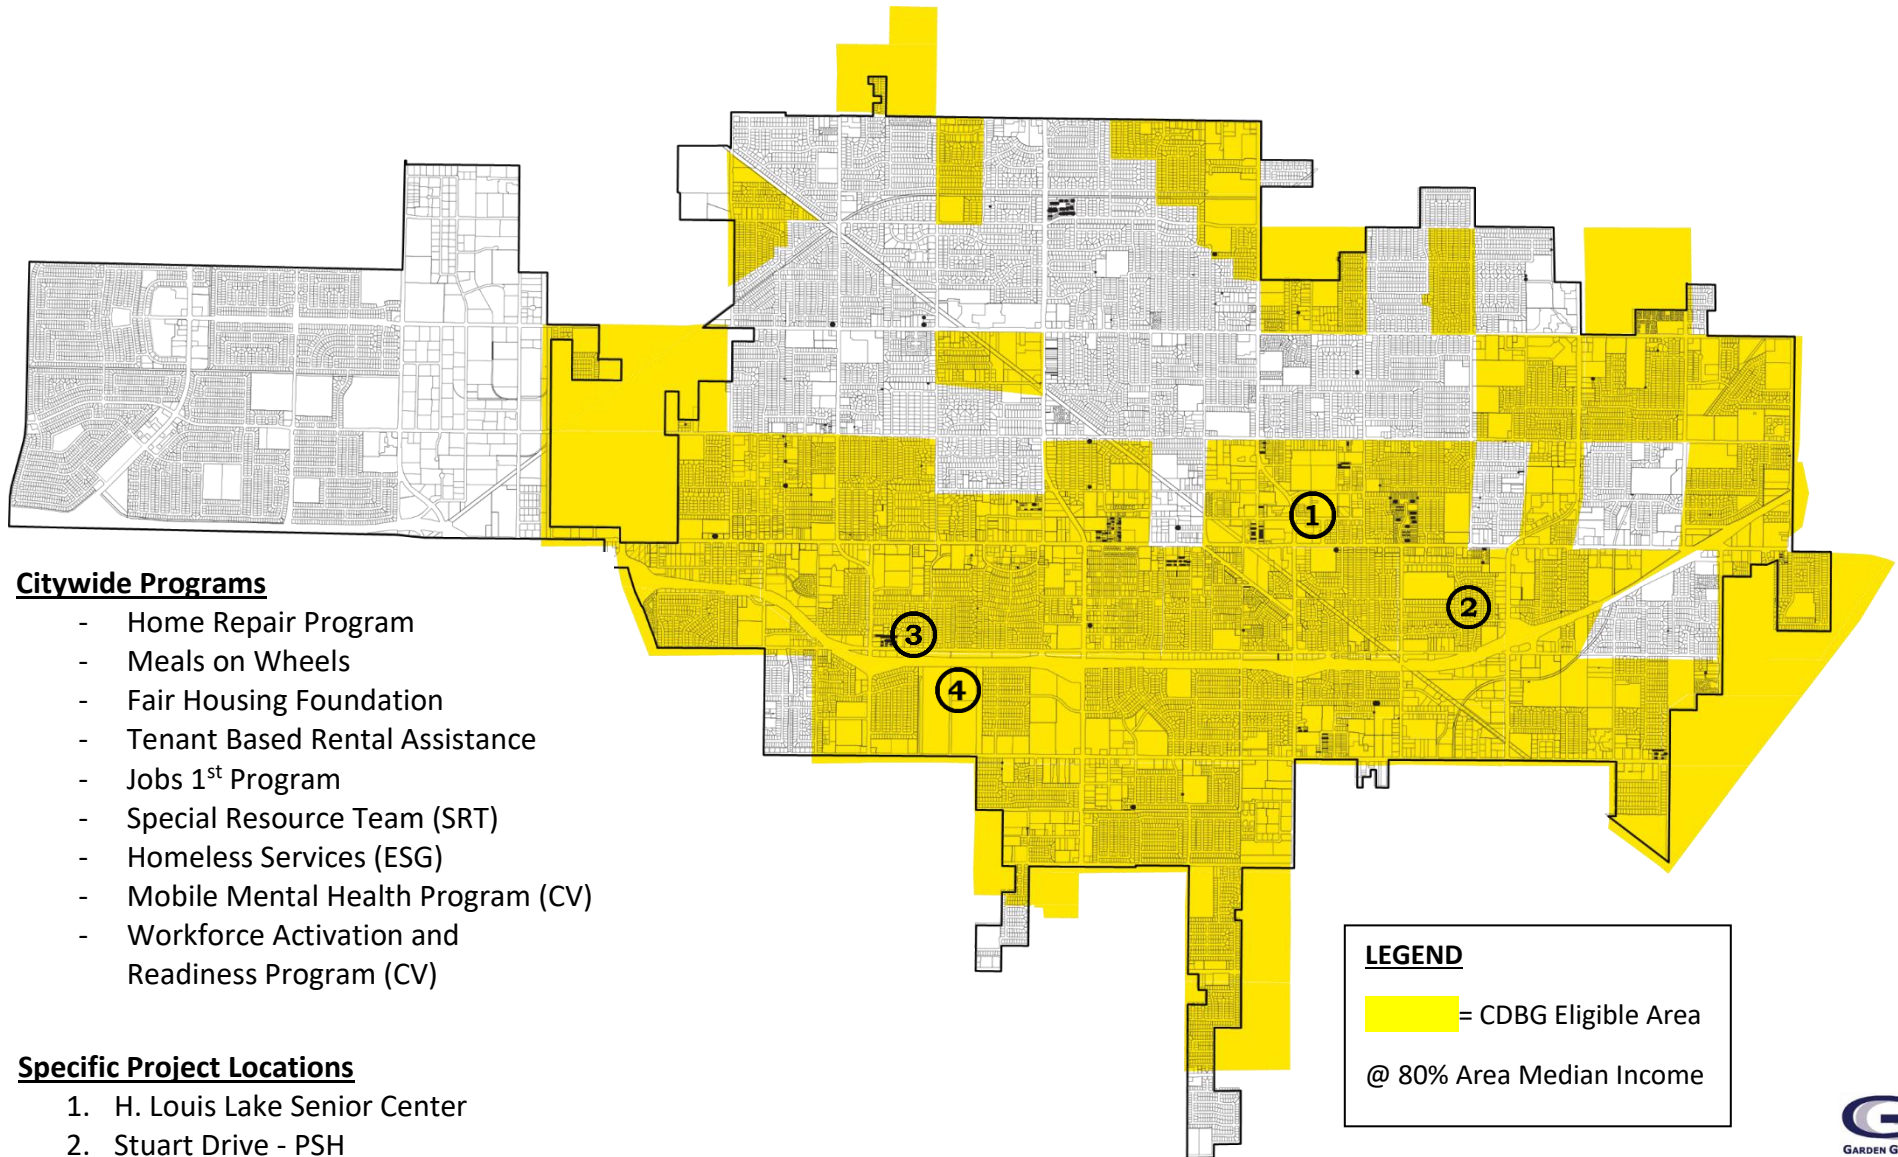 Citywide Programs
- Home Repair Program
- Meals on Wheels
- Fair Housing Foundation
- Tenant Based Rental Assistance
- Jobs 1st Program
- Special Resource Team (SRT)
- Homeless Services (ESG)
- Mobile Mental Health Program (CV)
- Workforce Activation and
Readiness Program (CV)
Specific Project Locations
1. H. Louis Lake Senior Center
2. Stuart Drive - PSH
1
2
3
4
LEGEND
= CDBG Eligible Area
@ 80% Area Median Income
GARDEN G